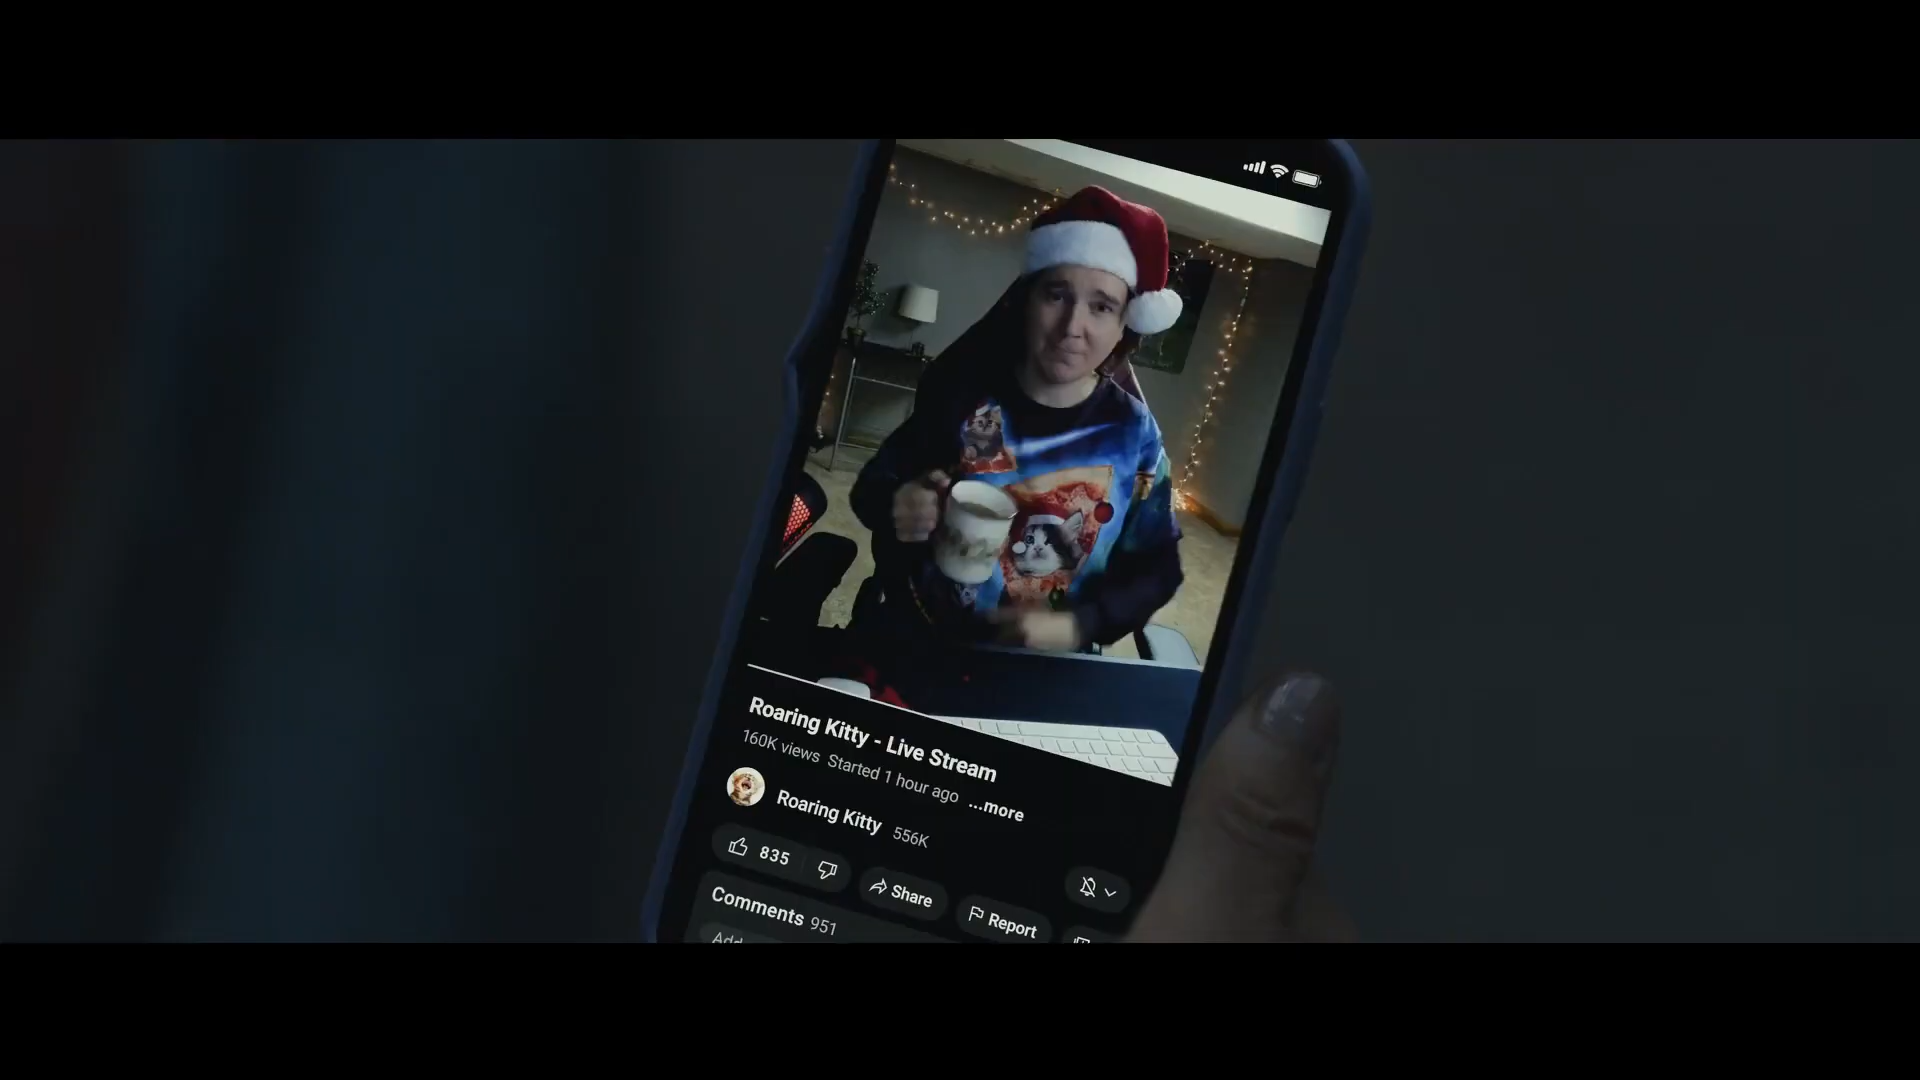 Roaring Kitty - Live Stream
160K views Started 1 hour ago ...more
Roaring Kitty 556K
835
Share
Report
Comments 951
Add